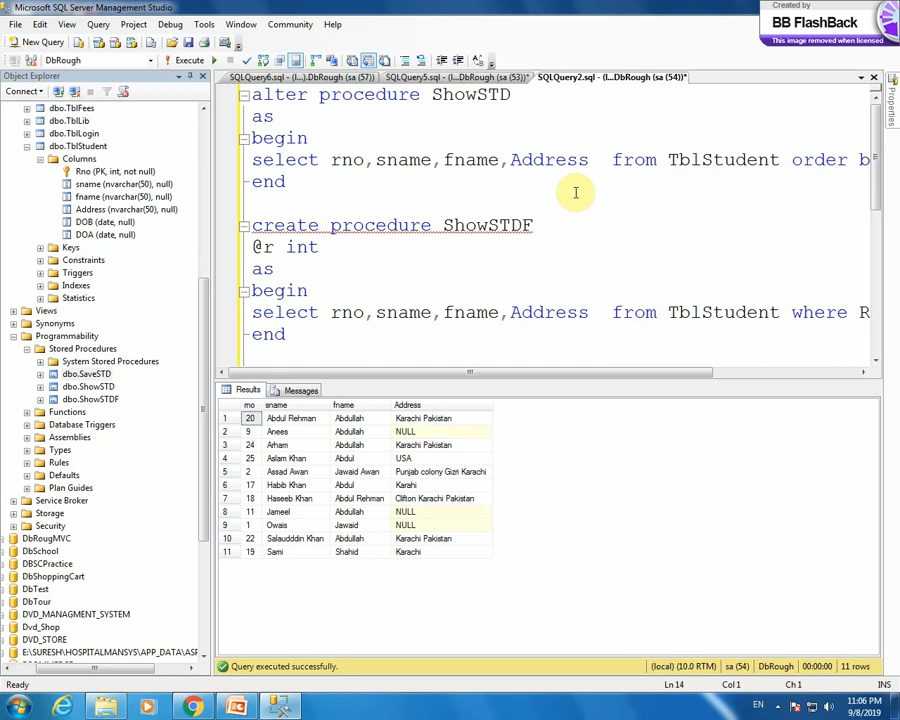 Microsoft SQL Server Management Studio
Created by
BB FlashBack
This image removed when licensed
File Edit View Query Project Debug Tools Window Community Help
New Query
DbRough
Execute
Object Explorer
Connect
dbo.TblFees
dbo.TblLib
dbo.TblLogin
dbo.TblStudent
Columns
Rno (PK, int, not null)
sname (nvarchar(50), null)
fname (nvarchar(50), null)
Address (nvarchar(50), null)
DOB (date, null)
DOA (date, null)
Keys
Constraints
Triggers
Indexes
Statistics
Views
Synonyms
Programmability
Stored Procedures
System Stored Procedures
dbo.SaveSTD
dbo.ShowSTD
dbo.ShowSTDF
Functions
Database Triggers
Assemblies
Types
Rules
Defaults
Plan Guides
Service Broker
Storage
Security
DbRougMVC
DbSchool
DBSCPractice
DbShoppingCart
DbTest
DbTour
DVD_MANAGMENT_SYSTEM
Dvd_Shop
DVD_STORE
E:\SURESH\HOSPITALMANSYS\APP_DATA\ASP
SQLQuery6.sql - (l...).DbRough (sa (57)) SQLQuery5.sql - (l...).DbRough (sa (53))* SQLQuery2.sql - (l...DbRough (sa (54))*
Properties
alter procedure ShowSTD
as
begin
select rno,sname,fname,Address from TblStudent order b
end
create procedure ShowSTDF
@r int
as
begin
select rno,sname,fname,Address from TblStudent where R
end
Results Messages
rno sname fname Address
1 20 Abdul Rehman Abdullah Karachi Pakistan
2 9 Anees Abdullah NULL
3 24 Arham Abdullah Karachi Pakistan
4 25 Aslam Khan Abdul USA
5 2 Assad Awan Jawaid Awan Punjab colony Gizri Karachi
6 17 Habib Khan Abdul Karahi
7 18 Haseeb Khan Abdul Rehman Clifton Karachi Pakistan
8 11 Jameel Abdullah NULL
9 1 Owais Jawaid NULL
10 22 Salaudddin Khan Abdullah Karachi Pakistan
11 19 Sami Shahid Karachi
Query executed successfully. (local) (10.0 RTM) sa (54) DbRough 00:00:00 11 rows
Ready Ln 14 Col 1 Ch 1 INS
EN
11:06 PM
9/8/2019